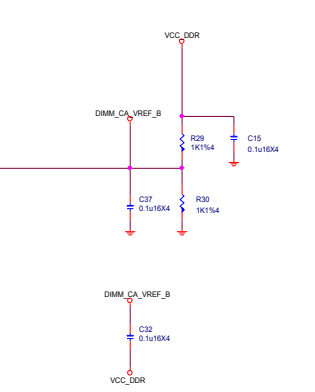 VCC_DDR
DIMM_CA_VREF_B
R29
1K1%4
C15
0.1u16X4
C37
0.1u16X4
R30
1K1%4
DIMM_CA_VREF_B
C32
0.1u16X4
VCC_DDR